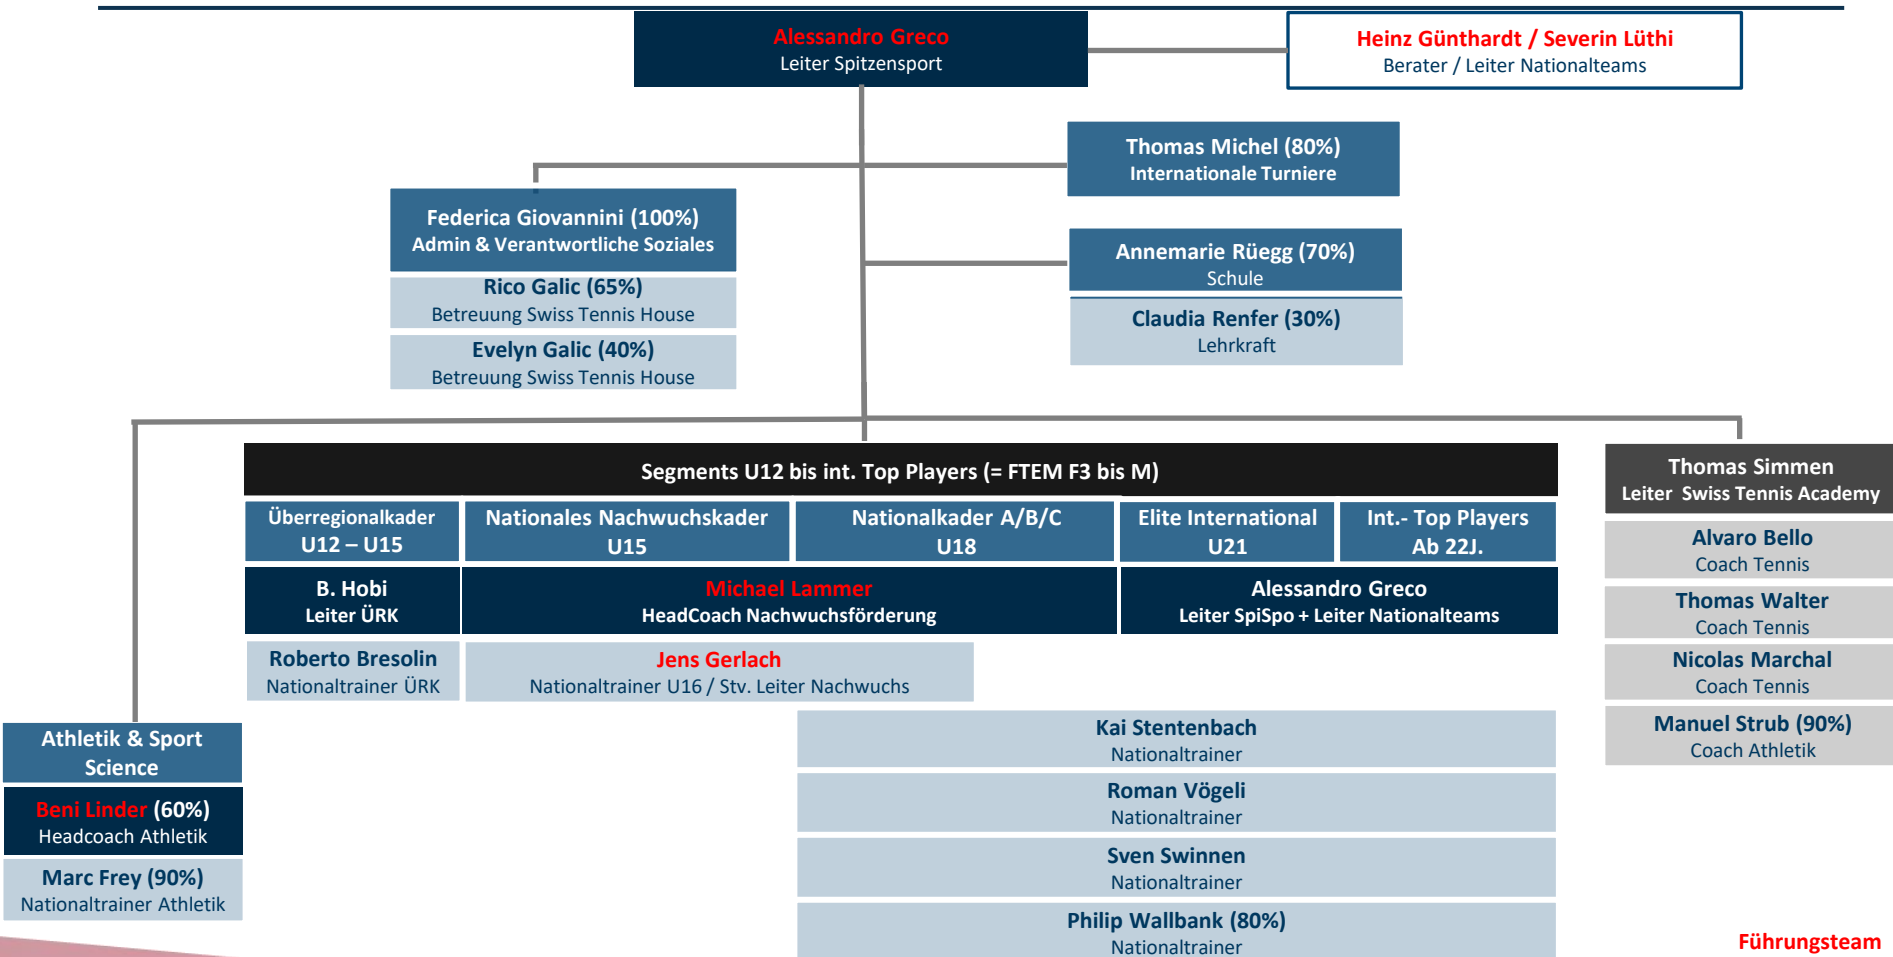 Alessandro Greco
Leiter Spitzensport
Heinz Günthardt / Severin Lüthi
Berater / Leiter Nationalteams
Thomas Michel (80%)
Internationale Turniere
Federica Giovannini (100%)
Admin & Verantwortliche Soziales
Rico Galic (65%)
Betreuung Swiss Tennis House
Evelyn Galic (40%)
Betreuung Swiss Tennis House
Annemarie Rüegg (70%)
Schule
Claudia Renfer (30%)
Lehrkraft
Segments U12 bis int. Top Players (= FTEM F3 bis M)
Überregionalkader
U12 – U15
Nationales Nachwuchskader
U15
Nationalkader A/B/C
U18
Elite International
U21
Int.- Top Players
Ab 22J.
B. Hobi
Leiter ÜRK
Michael Lammer
HeadCoach Nachwuchsförderung
Alessandro Greco
Leiter SpiSpo + Leiter Nationalteams
Roberto Bresolin
Nationaltrainer ÜRK
Jens Gerlach
Nationaltrainer U16 / Stv. Leiter Nachwuchs
Kai Stentenbach
Nationaltrainer
Roman Vögeli
Nationaltrainer
Sven Swinnen
Nationaltrainer
Philip Wallbank (80%)
Nationaltrainer
Thomas Simmen
Leiter Swiss Tennis Academy
Alvaro Bello
Coach Tennis
Thomas Walter
Coach Tennis
Nicolas Marchal
Coach Tennis
Manuel Strub (90%)
Coach Athletik
Athletik & Sport
Science
Beni Linder (60%)
Headcoach Athletik
Marc Frey (90%)
Nationaltrainer Athletik
Führungsteam